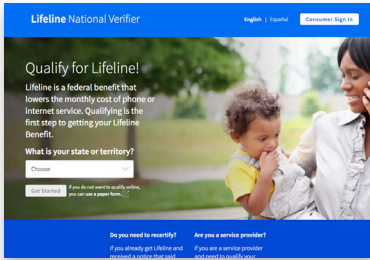 Lifeline National Verifier
English | Español
Consumer Sign In
Qualify for Lifeline!
Lifeline is a federal benefit that
lowers the monthly cost of phone or
internet service. Qualifying is the
first step to getting your Lifeline
Benefit.
What is your state or territory?
Choose
Get Started
If you do not want to qualify online,
you can use a paper form.
Do you need to recertify?
If you already get Lifeline and
received a notice that said
Are you a service provider?
If you are a service provider
and need to qualify your